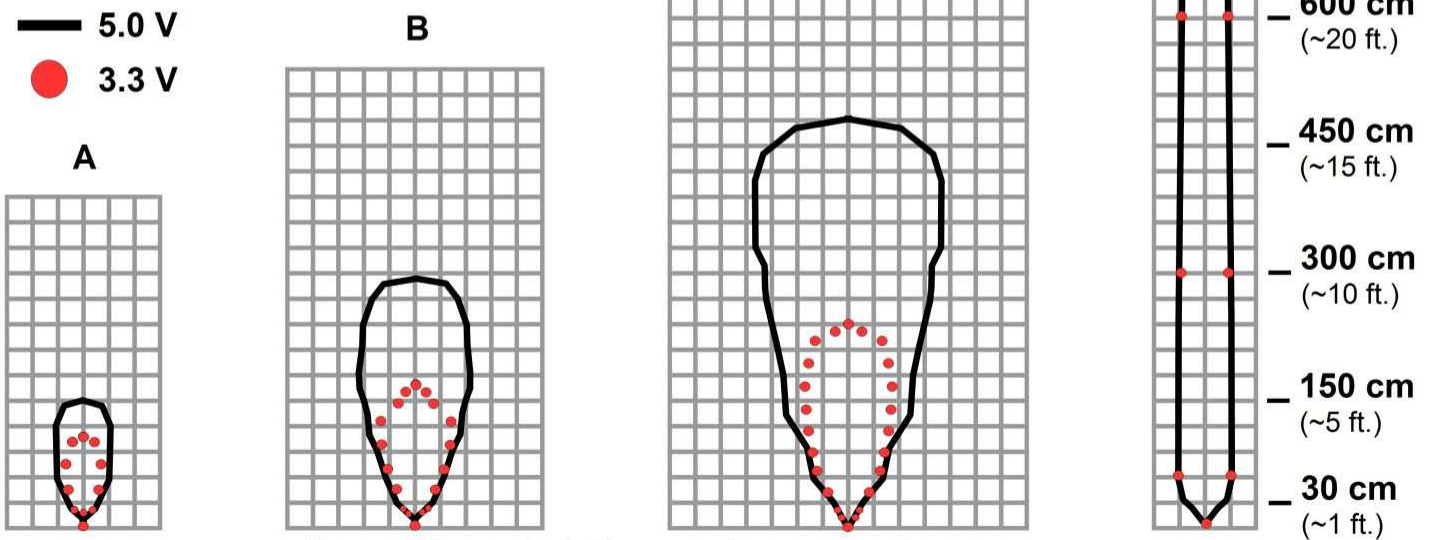 5.0 V
3.3 V
A
B
600 cm
(~20 ft.)
450 cm
(~15 ft.)
300 cm
(~10 ft.)
150 cm
(~5 ft.)
30 cm
(~1 ft.)